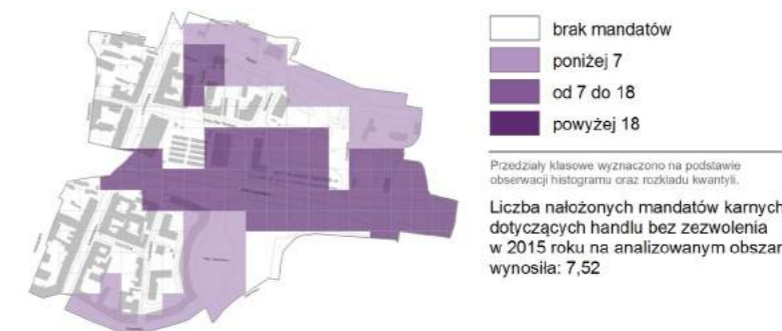 brak mandatów
poniżej 7
od 7 do 18
powyżej 18
Przedziały klasowe wyznaczono na podstawie
obserwacji histogramu oraz rozkładu kwantyli.
Liczba nałożonych mandatów karnych
dotyczących handlu bez zezwolenia
w 2015 roku na analizowanym obszar
wynosiła: 7,52